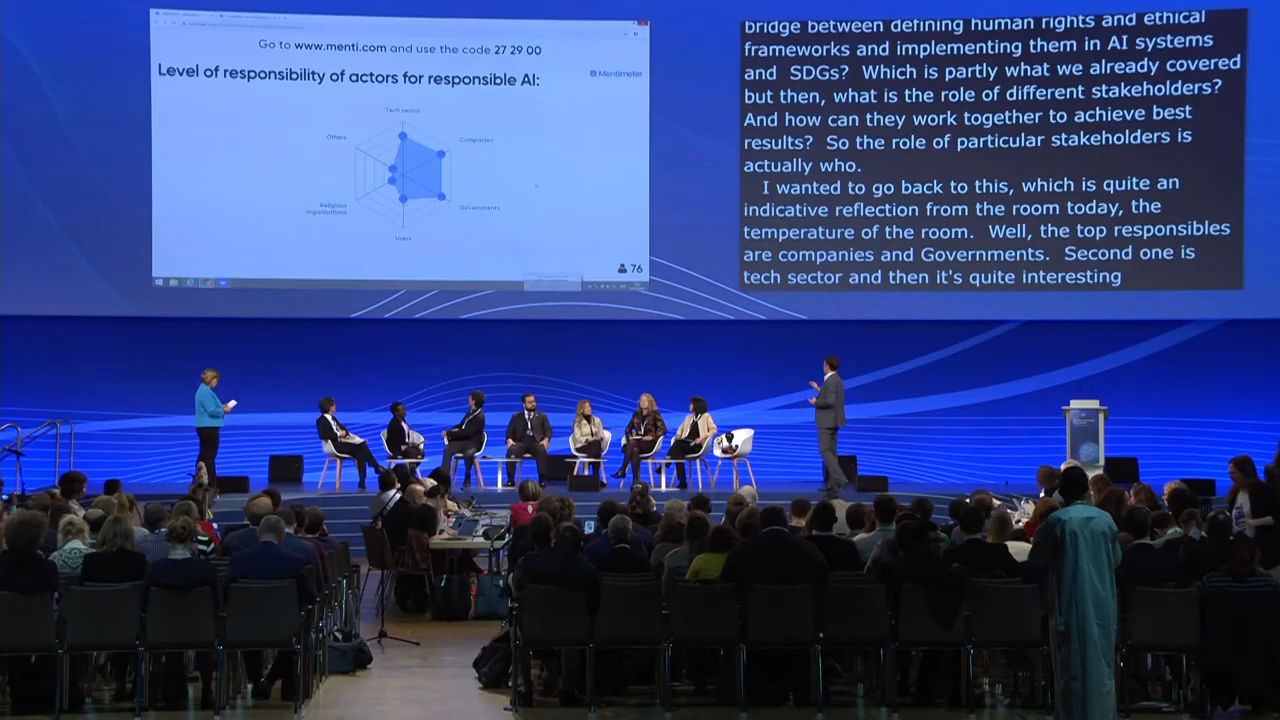 Go to www.menti.com and use the code 27 29 00
Level of responsibility of actors for responsible AI:
Mentimeter
Tech sector
Others
Companies
Religious
organisations
Governments
Users
76
bridge between defining human rights and ethical
frameworks and implementing them in AI systems
and SDGs? Which is partly what we already covered
but then, what is the role of different stakeholders?
And how can they work together to achieve best
results? So the role of particular stakeholders is
actually who.
I wanted to go back to this, which is quite an
indicative reflection from the room today, the
temperature of the room. Well, the top responsibles
are companies and Governments. Second one is
tech sector and then it's quite interesting